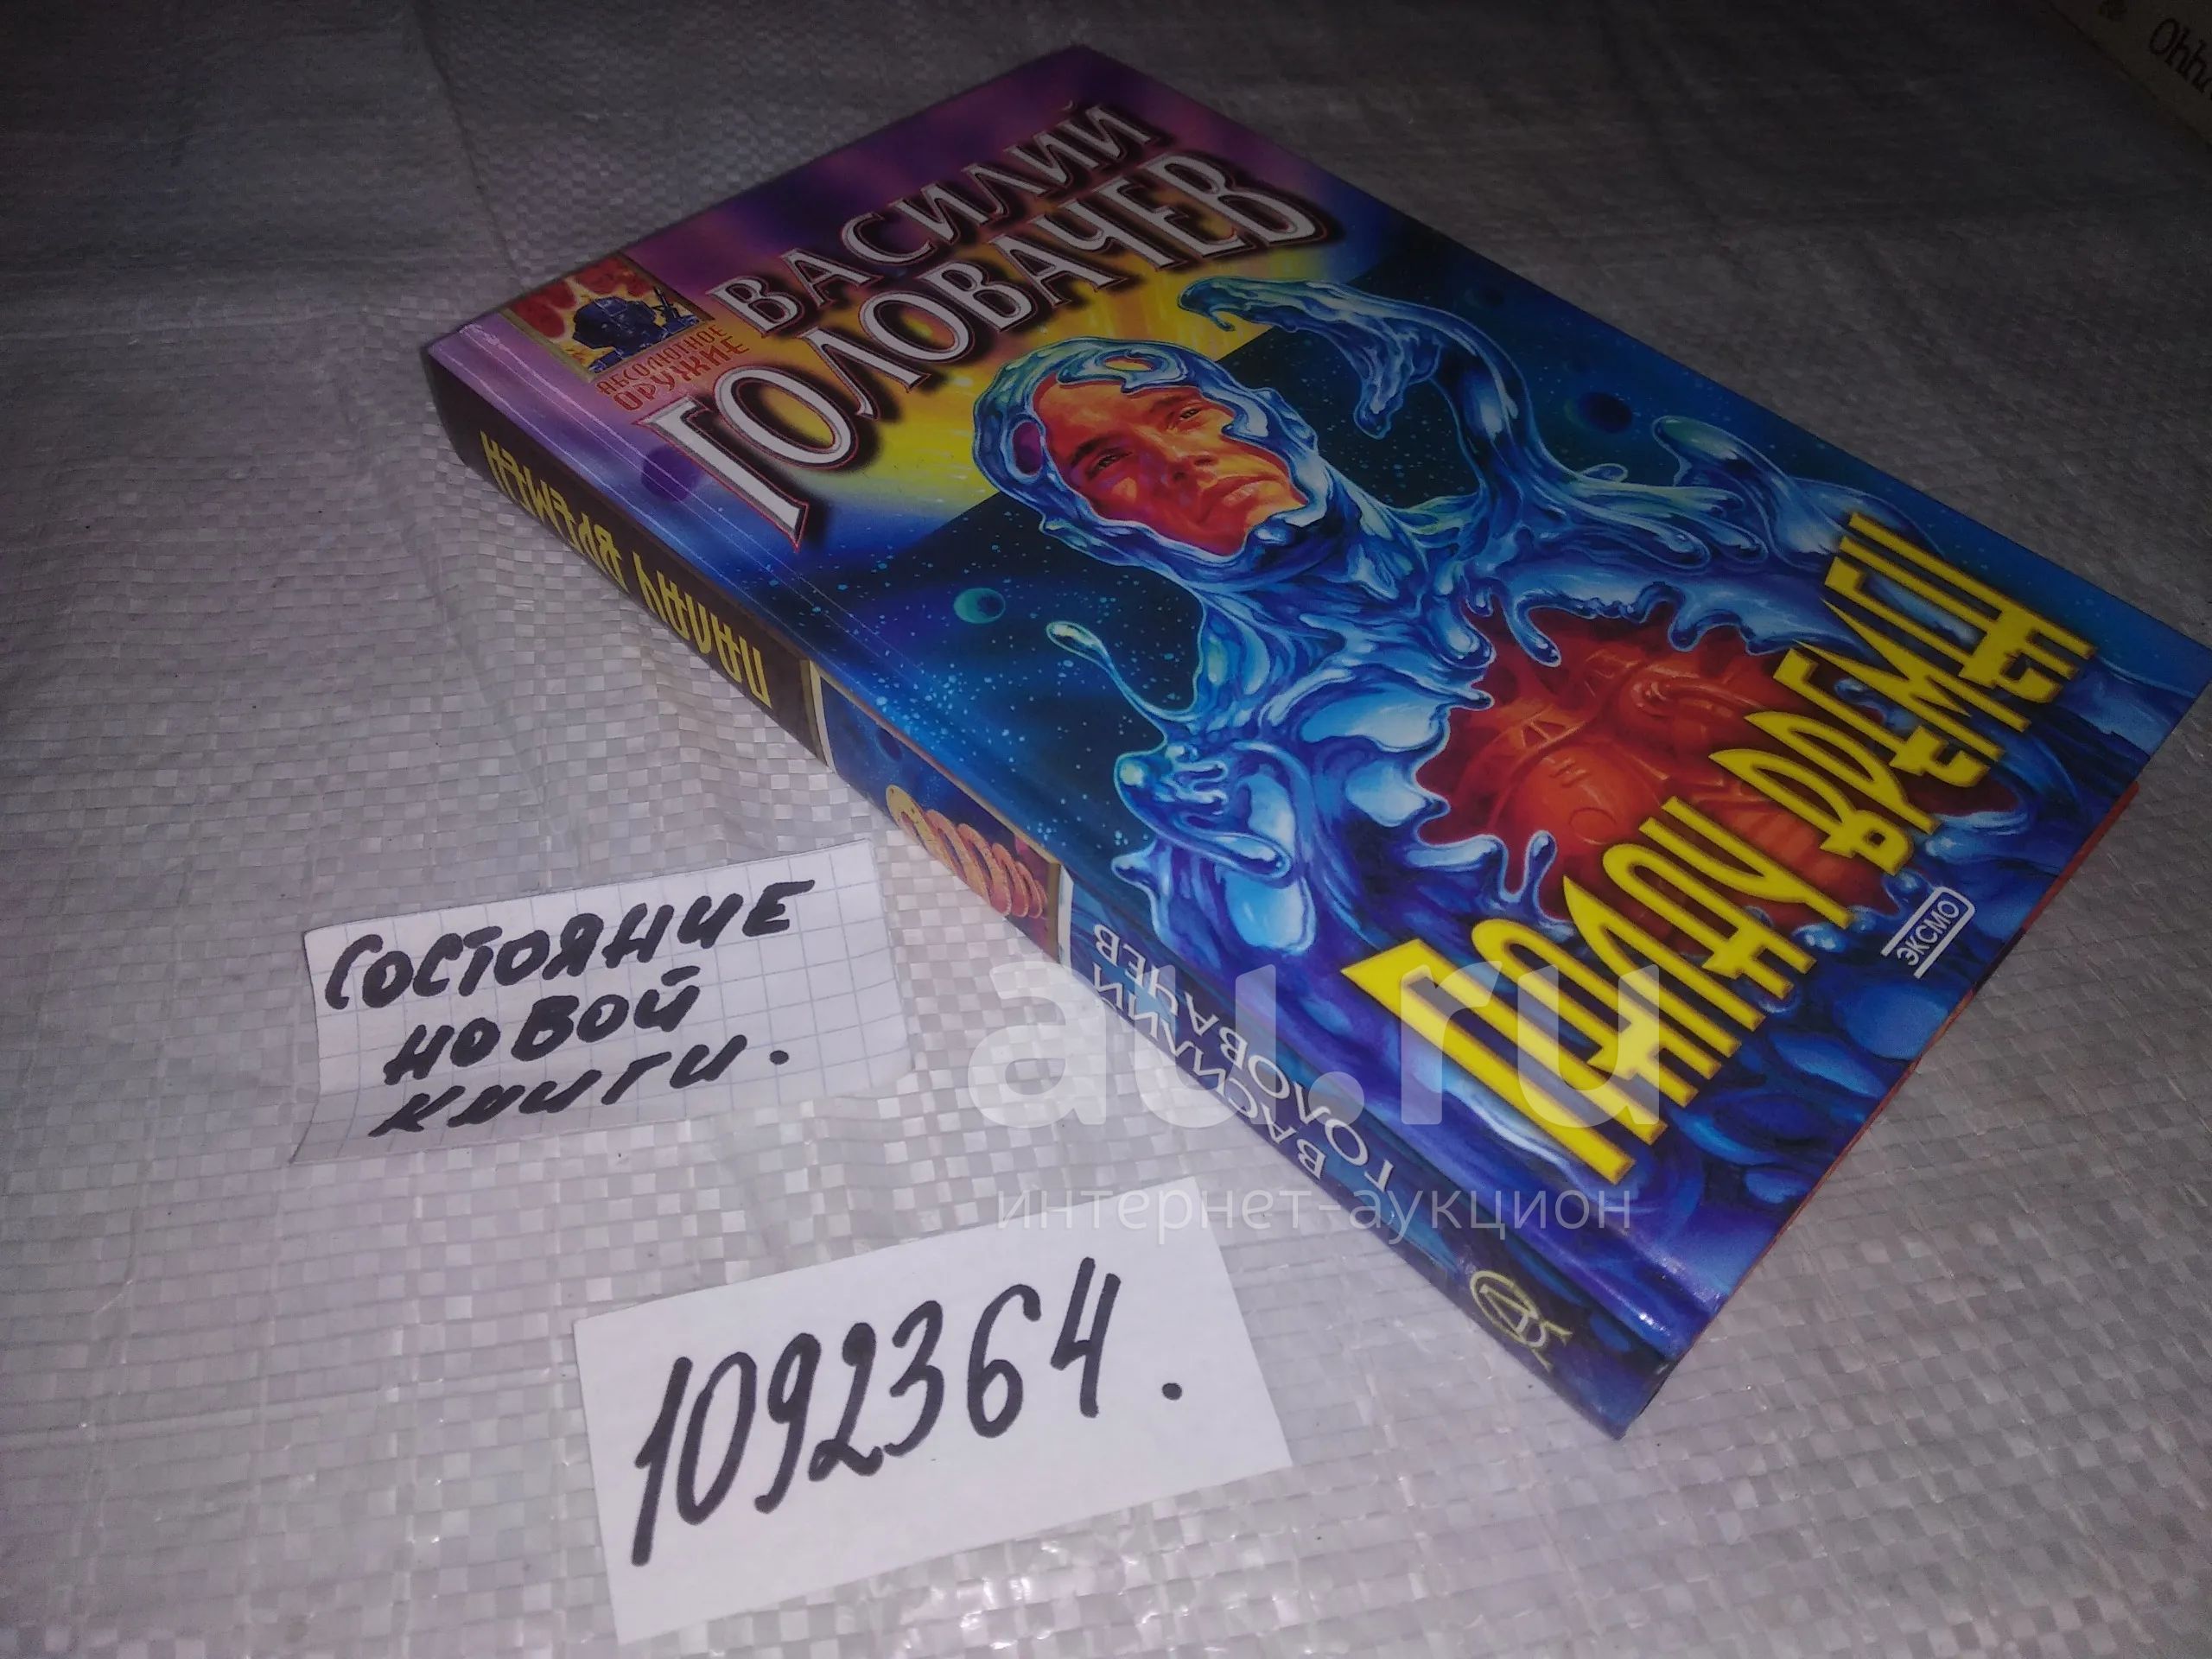 ВАСИЛИЙ
ГОЛОВАЧЕВ
АБСОЛЮТНОЕ
ОРУЖИЕ
ПАЛАЧ ВРЕМЕН
ЭКСМО
ПАЛАЧ ВРЕМЕН
ВАСИЛИЙ
ГОЛОВАЧЕВ
СОСТОЯНИЕ
НОВОЙ
КНИГИ.
1092364.
au.ru
интернет-аукцион